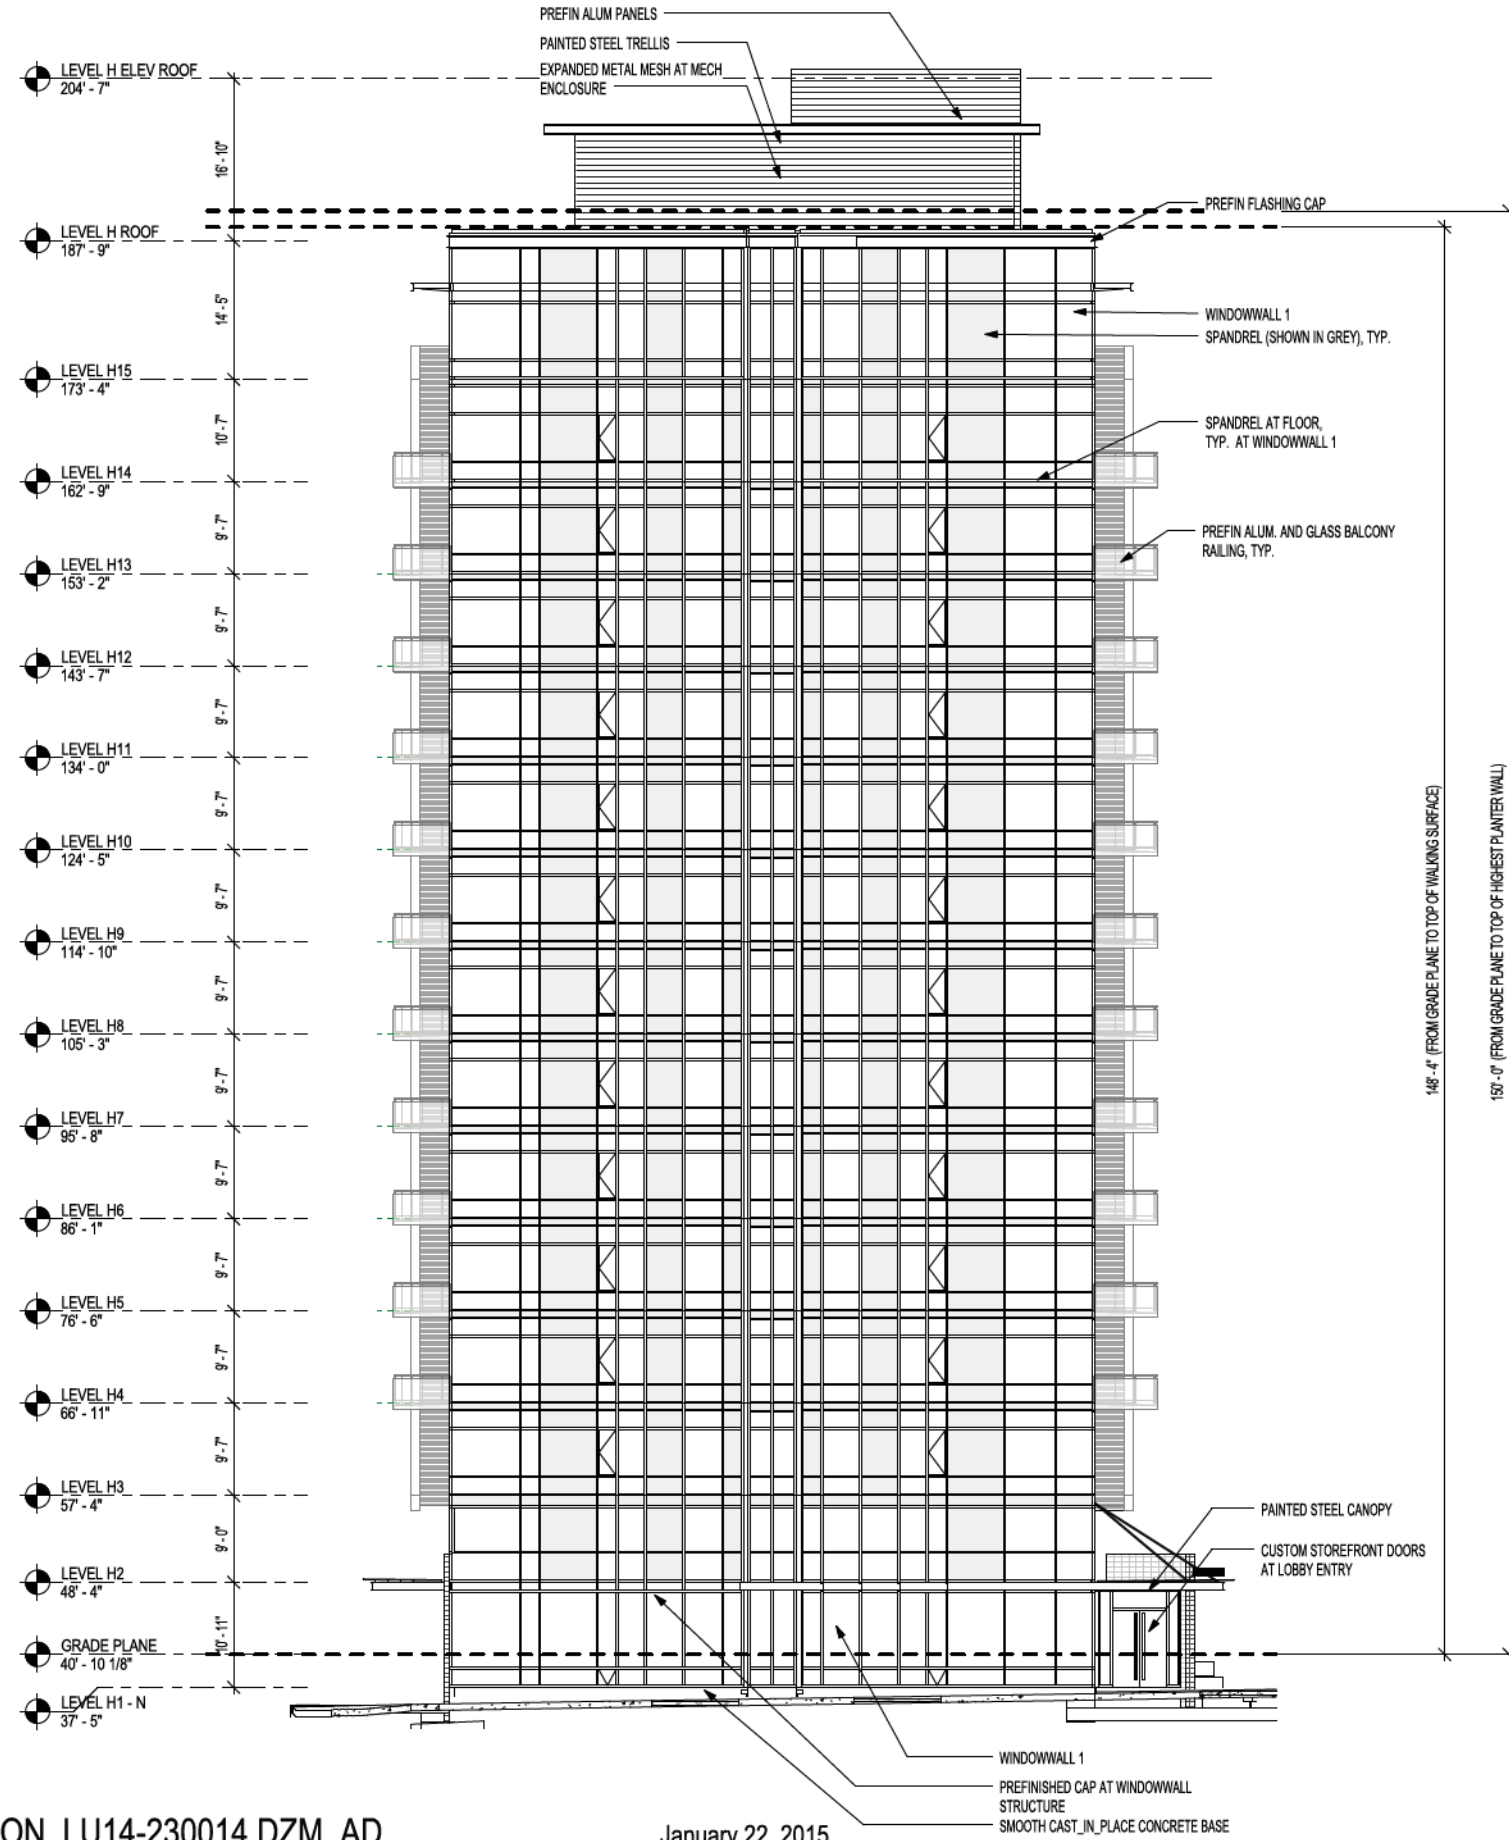 PREFIN ALUM PANELS
PAINTED STEEL TRELLIS
EXPANDED METAL MESH AT MECH
ENCLOSURE
LEVEL H ELEV ROOF
204' - 7"
16' - 10"
PREFIN FLASHING CAP
LEVEL H ROOF
187' - 9"
14' - 5"
WINDOWWALL 1
SPANDREL (SHOWN IN GREY), TYP.
LEVEL H15
173' - 4"
10' - 7"
SPANDREL AT FLOOR,
TYP. AT WINDOWWALL 1
LEVEL H14
162' - 9"
9' - 7"
PREFIN ALUM. AND GLASS BALCONY
RAILING, TYP.
LEVEL H13
153' - 2"
9' - 7"
LEVEL H12
143' - 7"
9' - 7"
LEVEL H11
134' - 0"
9' - 7"
LEVEL H10
124' - 5"
9' - 7"
LEVEL H9
114' - 10"
9' - 7"
LEVEL H8
105' - 3"
9' - 7"
LEVEL H7
95' - 8"
9' - 7"
LEVEL H6
86' - 1"
9' - 7"
LEVEL H5
76' - 6"
9' - 7"
LEVEL H4
66' - 11"
9' - 7"
LEVEL H3
57' - 4"
9' - 0"
LEVEL H2
48' - 4"
10' - 11"
GRADE PLANE
40' - 10 1/8"
LEVEL H1 - N
37' - 5"
148' - 4" (FROM GRADE PLANE TO TOP OF WALKING SURFACE)
150' - 0" (FROM GRADE PLANE TO TOP OF HIGHEST PLANTER WALL)
PAINTED STEEL CANOPY
CUSTOM STOREFRONT DOORS
AT LOBBY ENTRY
WINDOWWALL 1
PREFINISHED CAP AT WINDOWWALL
STRUCTURE
SMOOTH CAST_IN_PLACE CONCRETE BASE
ON LU14-230014 DZM, AD
January 22, 2015